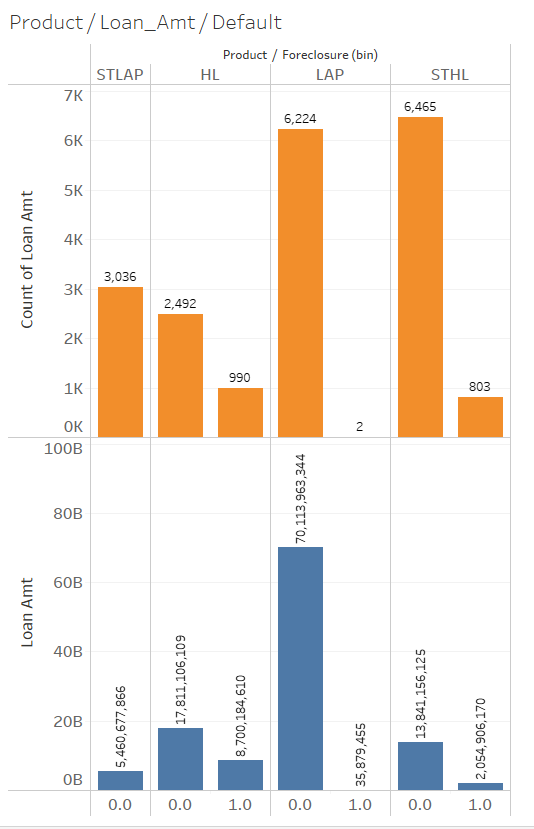 Product / Loan_Amt / Default
Product / Foreclosure (bin)
STLAP HL LAP STHL
Count of Loan Amt
7K
6K
5K
4K
3K
2K
1K
0K
3,036
2,492
990
6,224
2
6,465
803
Loan Amt
100B
80B
60B
40B
20B
0B
5,460,677,866
17,811,106,109
8,700,184,610
70,113,963,344
35,879,455
13,841,156,125
2,054,906,170
0.0 0.0 1.0 0.0 1.0 0.0 1.0